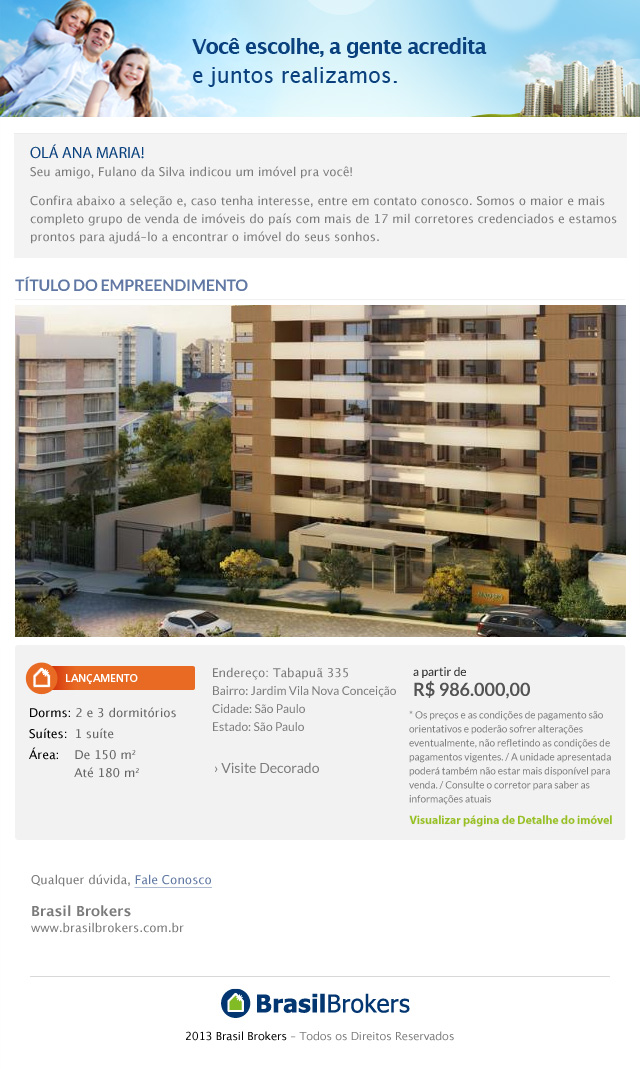 Você escolhe, a gente acredita
e juntos realizamos.
OLÁ ANA MARIA!
Seu amigo, Fulano da Silva indicou um imóvel pra você!
Confira abaixo a seleção e, caso tenha interesse, entre em contato conosco. Somos o maior e mais
completo grupo de venda de imóveis do país com mais de 17 mil corretores credenciados e estamos
prontos para ajudá-lo a encontrar o imóvel do seus sonhos.
TÍTULO DO EMPREENDIMENTO
LANÇAMENTO
Dorms: 2 e 3 dormitórios
Suítes: 1 suíte
Área: De 150 m²
Até 180 m²
Endereço: Tabapuã 335
Bairro: Jardim Vila Nova Conceição
Cidade: São Paulo
Estado: São Paulo
› Visite Decorado
a partir de
R$ 986.000,00
* Os preços e as condições de pagamento são
orientativos e poderão sofrer alterações
eventualmente, não refletindo as condições de
pagamentos vigentes. / A unidade apresentada
poderá também não estar mais disponível para
venda. / Consulte o corretor para saber as
informações atuais
Visualizar página de Detalhe do imóvel
Qualquer dúvida, Fale Conosco
Brasil Brokers
www.brasilbrokers.com.br
BrasilBrokers
2013 Brasil Brokers – Todos os Direitos Reservados